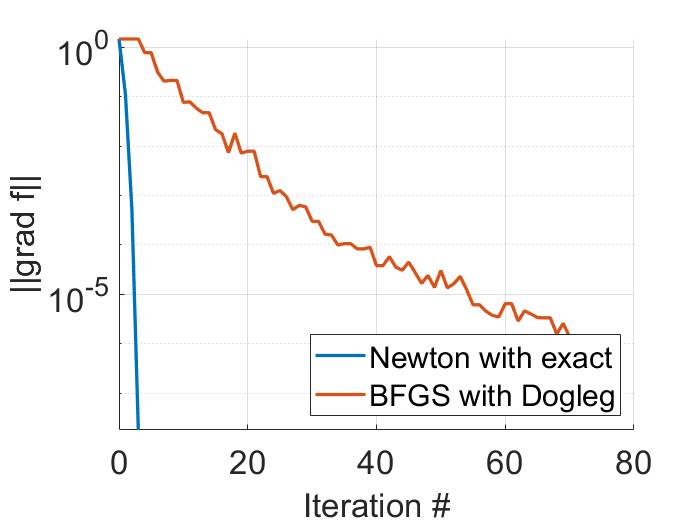 10^0
||grad f||
10^-5
Newton with exact
BFGS with Dogleg
0 20 40 60 80
Iteration #